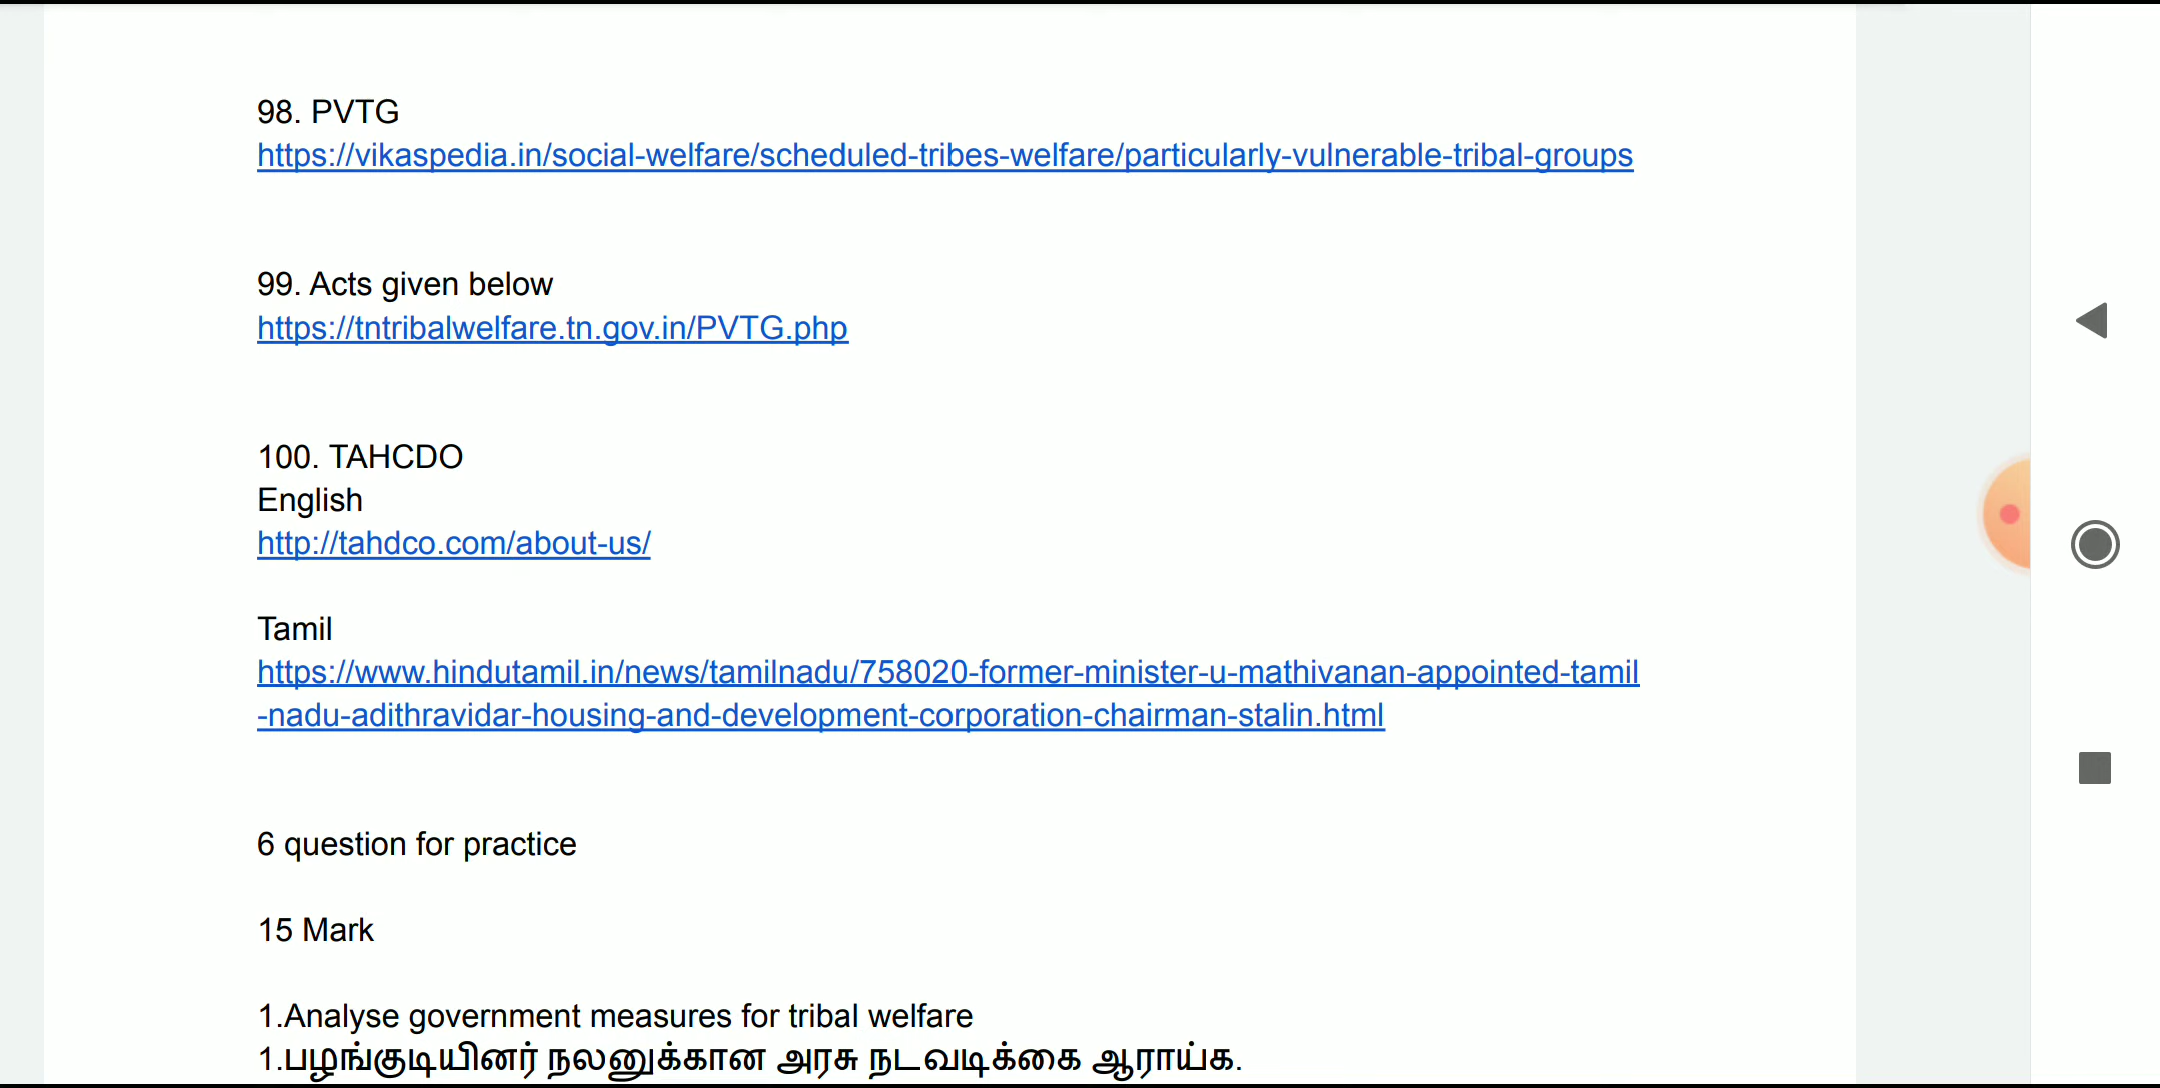 98. PVTG
https://vikaspedia.in/social-welfare/scheduled-tribes-welfare/particularly-vulnerable-tribal-groups
99. Acts given below
https://tntribalwelfare.tn.gov.in/PVTG.php
100. TAHCDO
English
http://tahdco.com/about-us/
Tamil
https://www.hindutamil.in/news/tamilnadu/758020-former-minister-u-mathivanan-appointed-tamil
-nadu-adithravidar-housing-and-development-corporation-chairman-stalin.html
6 question for practice
15 Mark
1.Analyse government measures for tribal welfare
1.பழங்குடியினர் நலனுக்கான அரசு நடவடிக்கை ஆராய்க.